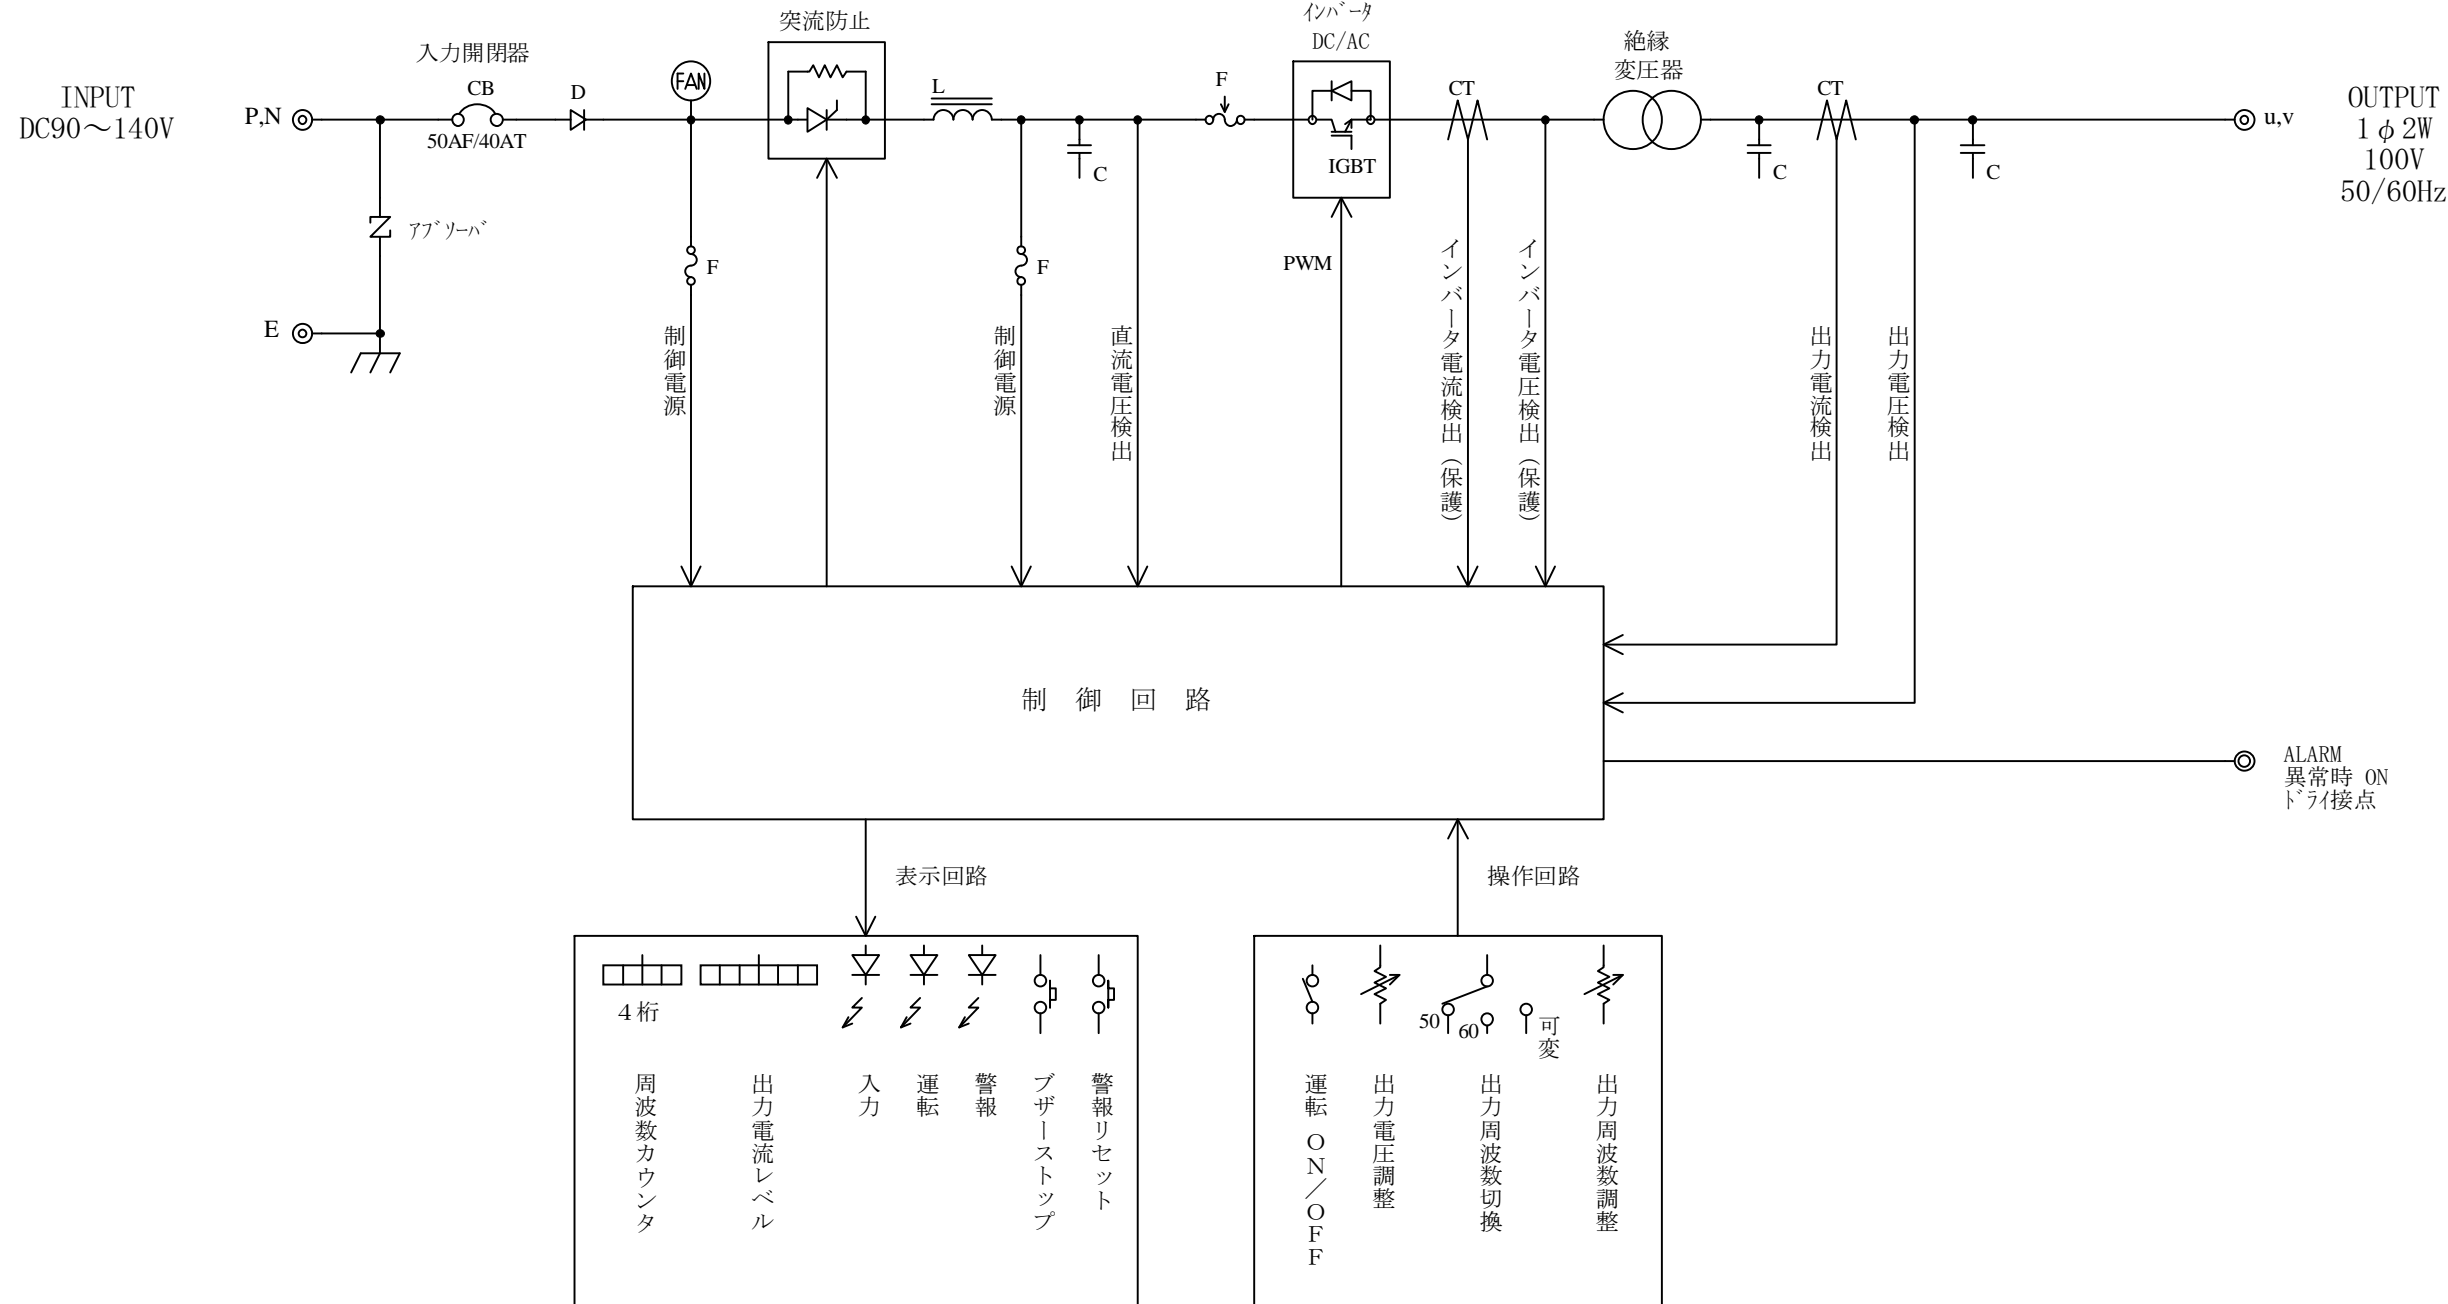 INPUT
DC90～140V
P,N
E
入力開閉器
CB
50AF/40AT
D
アブソーバ
FAN
F
制御電源
突流防止
L
F
制御電源
C
直流電圧検出
F
インバータ
DC/AC
IGBT
PWM
CT
インバータ電流検出（保護）
インバータ電圧検出（保護）
絶縁
変圧器
C
CT
出力電流検出
出力電圧検出
C
u,v
OUTPUT
1φ2W
100V
50/60Hz
制御回路
ALARM
異常時 ON
ドライ接点
表示回路
操作回路
4桁
周波数カウンタ
出力電流レベル
入力
運転
警報
ブザーストップ
警報リセット
運転 ON／OFF
出力電圧調整
50
60
可変
出力周波数切換
出力周波数調整